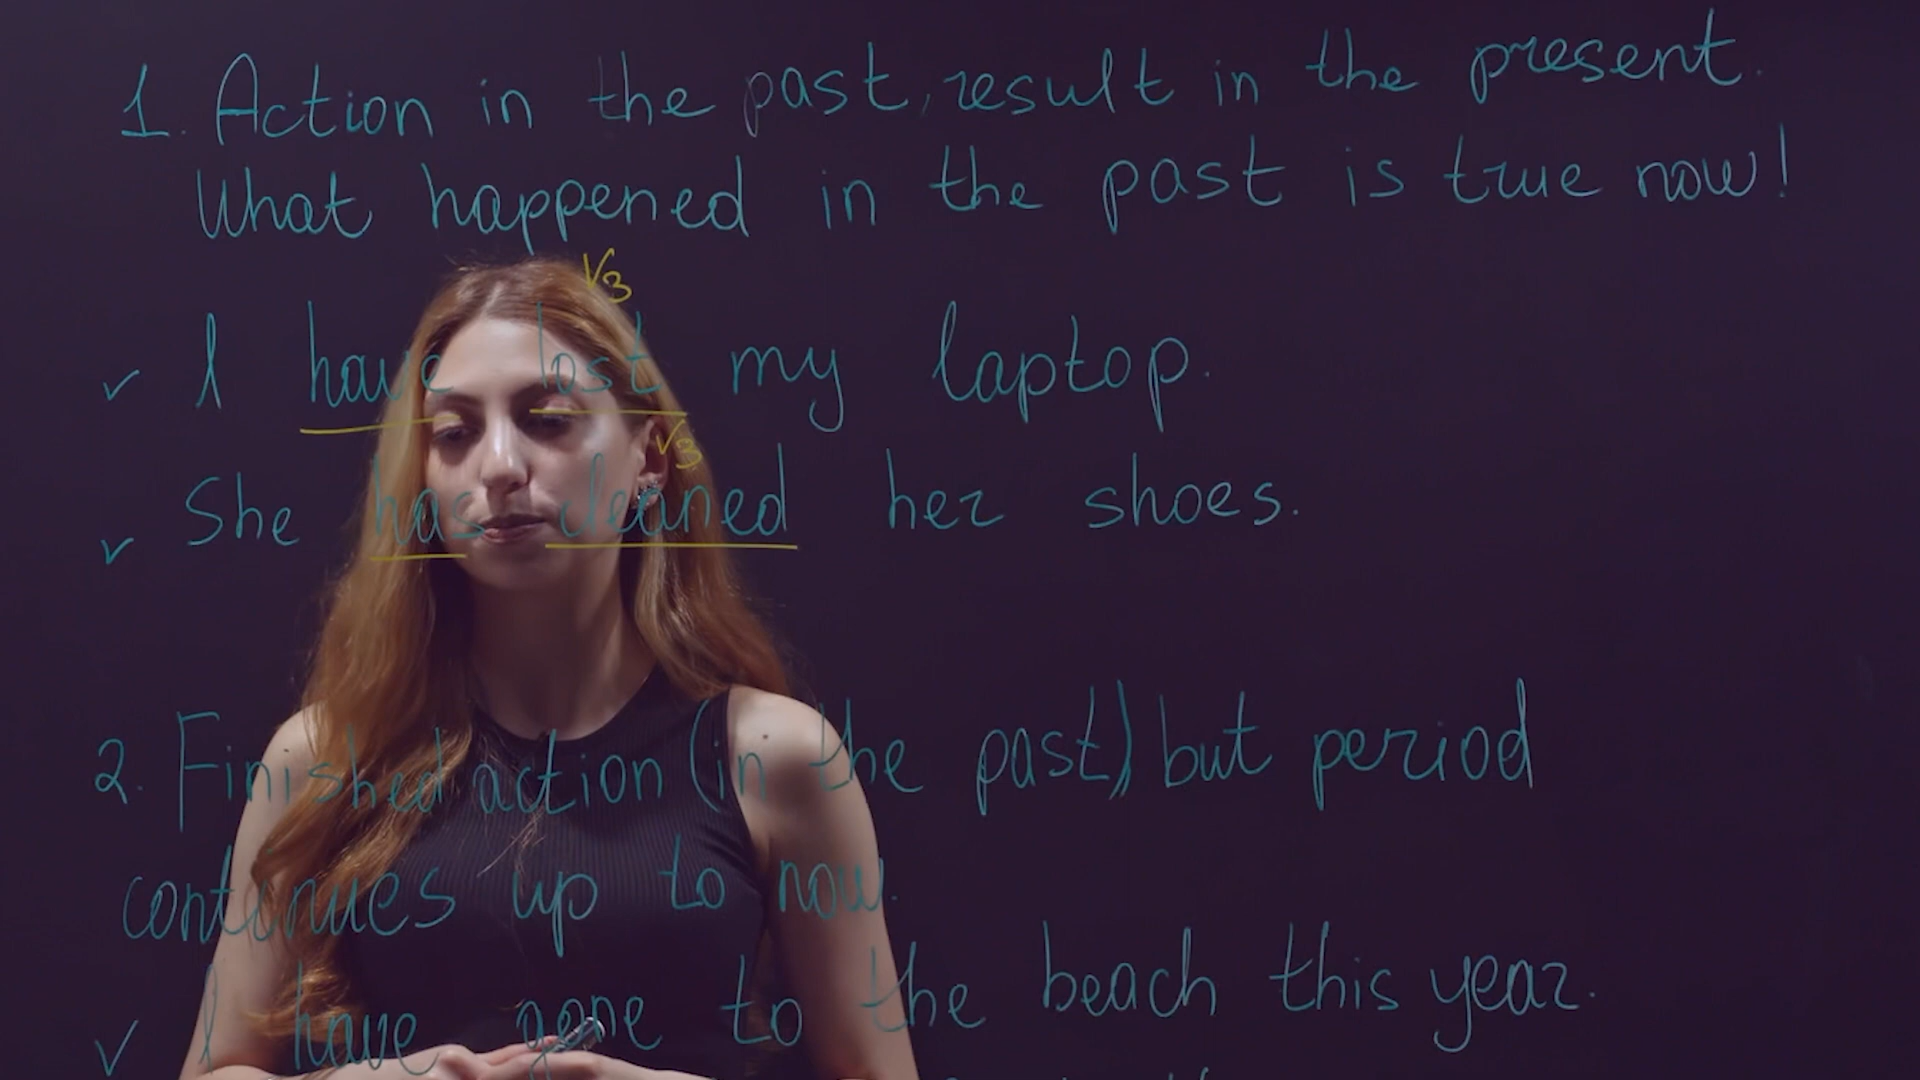 1. Action in the past, result in the present.
What happened in the past is true now!
V3
✓ I have lost my laptop.
V3
✓ She has cleaned her shoes.
2. Finished action (in the past) but period
continues up to now.
✓ I have gone to the beach this year.